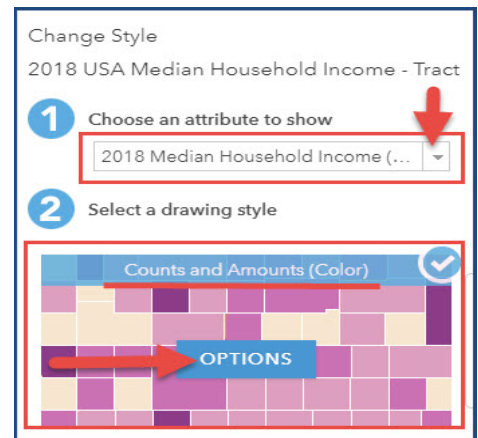 Change Style
2018 USA Median Household Income - Tract
1 Choose an attribute to show
2018 Median Household Income (...
2 Select a drawing style
Counts and Amounts (Color)
OPTIONS